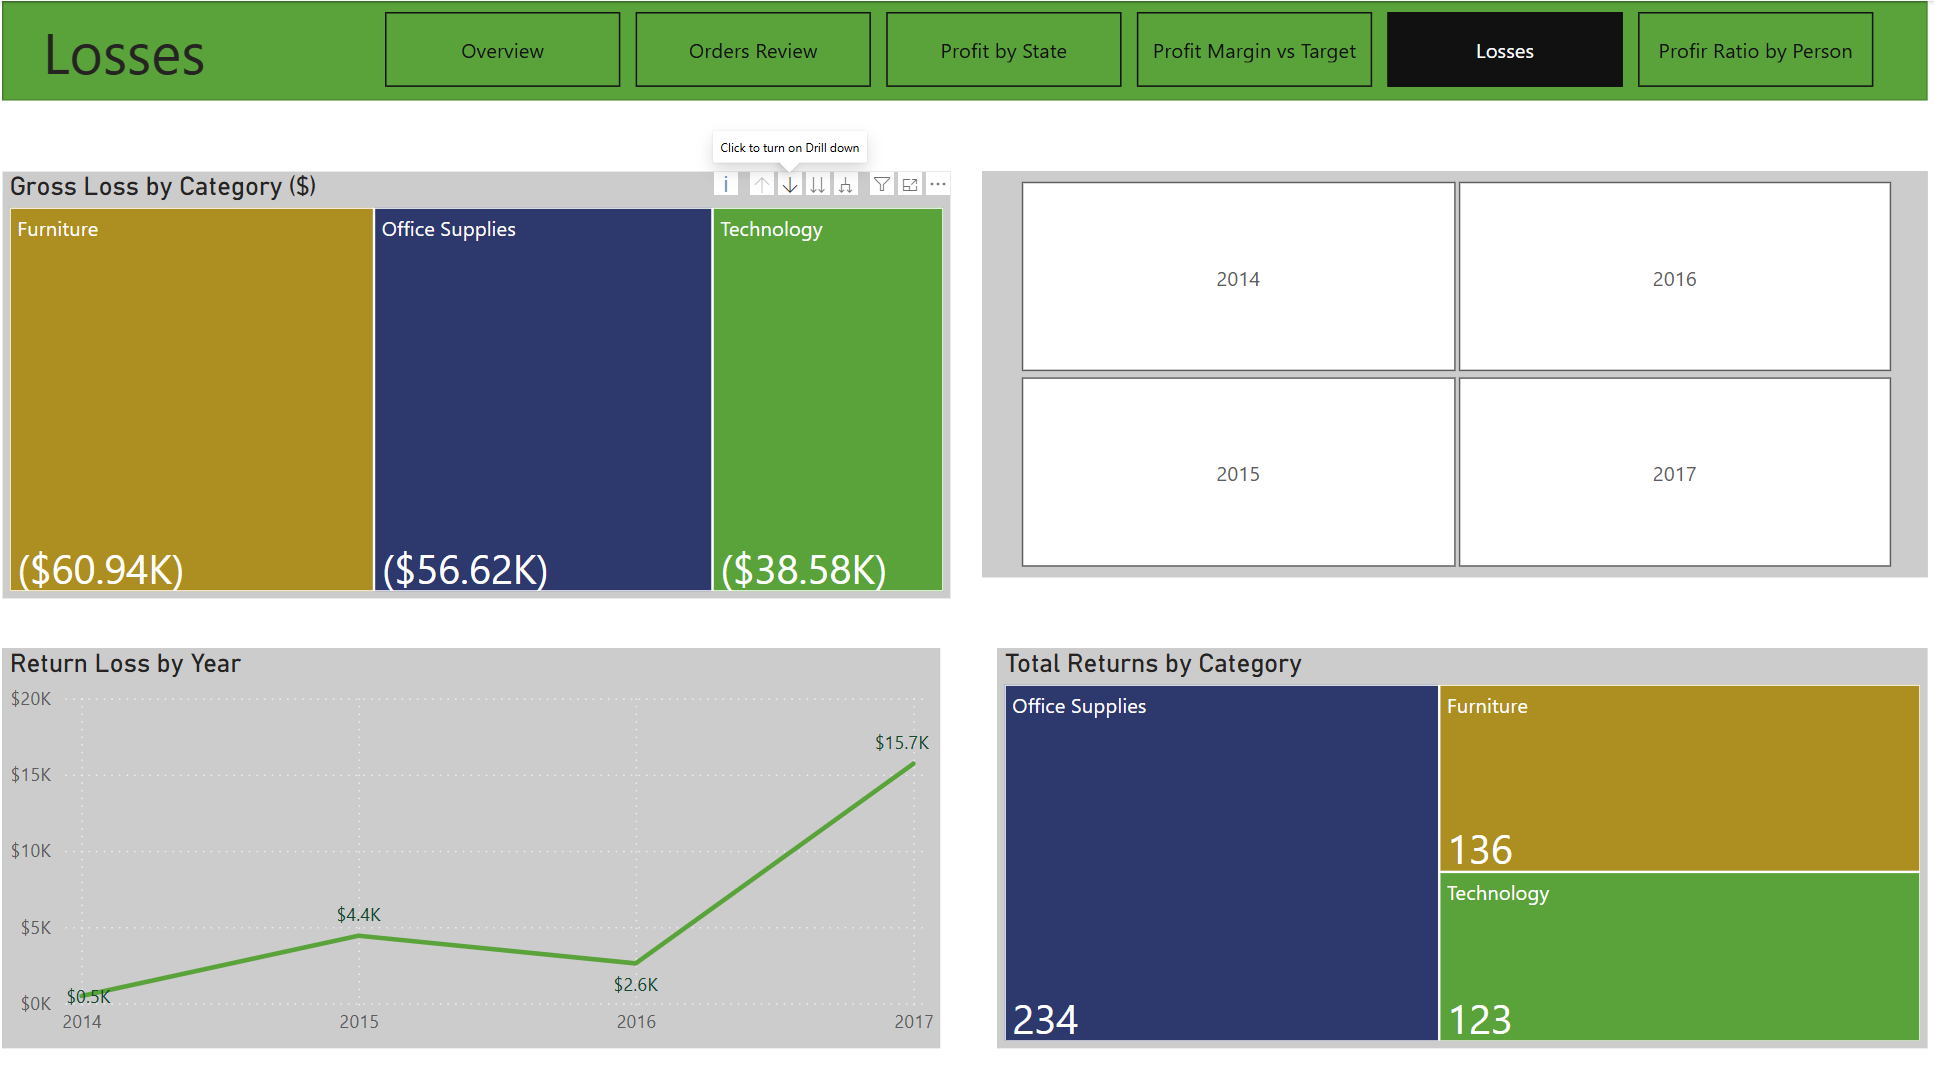 Losses
Overview
Orders Review
Profit by State
Profit Margin vs Target
Losses
Profir Ratio by Person
Click to turn on Drill down
Gross Loss by Category ($)
Furniture
Office Supplies
Technology
($60.94K)
($56.62K)
($38.58K)
2014
2016
2015
2017
Return Loss by Year
$20K
$15K
$10K
$5K
$0K
$0.5K
$4.4K
$2.6K
$15.7K
2014
2015
2016
2017
Total Returns by Category
Office Supplies
234
Furniture
136
Technology
123